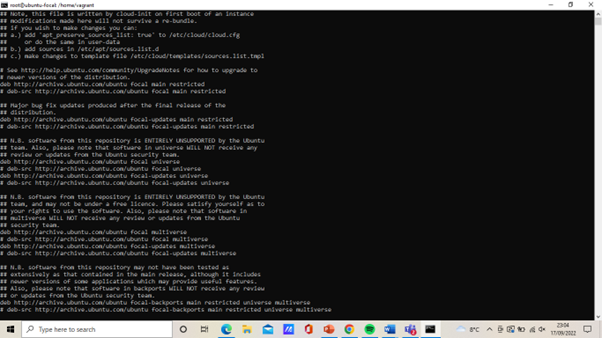 root@ubuntu-focal: /home/vagrant
## Note, this file is written by cloud-init on first boot of an instance
## modifications made here will not survive a re-bundle.
## if you wish to make changes you can:
## a.) add 'apt_preserve_sources_list: true' to /etc/cloud/cloud.cfg
##     or do the same in user-data
## b.) add sources in /etc/apt/sources.list.d
## c.) make changes to template file /etc/cloud/templates/sources.list.tmpl
# See http://help.ubuntu.com/community/UpgradeNotes for how to upgrade to
# newer versions of the distribution.
deb http://archive.ubuntu.com/ubuntu focal main restricted
# deb-src http://archive.ubuntu.com/ubuntu focal main restricted
## Major bug fix updates produced after the final release of the
## distribution.
deb http://archive.ubuntu.com/ubuntu focal-updates main restricted
# deb-src http://archive.ubuntu.com/ubuntu focal-updates main restricted
## N.B. software from this repository is ENTIRELY UNSUPPORTED by the Ubuntu
## team. Also, please note that software in universe WILL NOT receive any
## review or updates from the Ubuntu security team.
deb http://archive.ubuntu.com/ubuntu focal universe
# deb-src http://archive.ubuntu.com/ubuntu focal universe
deb http://archive.ubuntu.com/ubuntu focal-updates universe
# deb-src http://archive.ubuntu.com/ubuntu focal-updates universe
## N.B. software from this repository is ENTIRELY UNSUPPORTED by the Ubuntu
## team, and may not be under a free licence. Please satisfy yourself as to
## your rights to use the software. Also, please note that software in
## multiverse WILL NOT receive any review or updates from the Ubuntu
## security team.
deb http://archive.ubuntu.com/ubuntu focal multiverse
# deb-src http://archive.ubuntu.com/ubuntu focal multiverse
deb http://archive.ubuntu.com/ubuntu focal-updates multiverse
# deb-src http://archive.ubuntu.com/ubuntu focal-updates multiverse
## N.B. software from this repository may not have been tested as
## extensively as that contained in the main release, although it includes
## newer versions of some applications which may provide useful features.
## Also, please note that software in backports WILL NOT receive any review
## or updates from the Ubuntu security team.
deb http://archive.ubuntu.com/ubuntu focal-backports main restricted universe multiverse
# deb-src http://archive.ubuntu.com/ubuntu focal-backports main restricted universe multiverse
Type here to search
8°C
23:04
17/09/2022